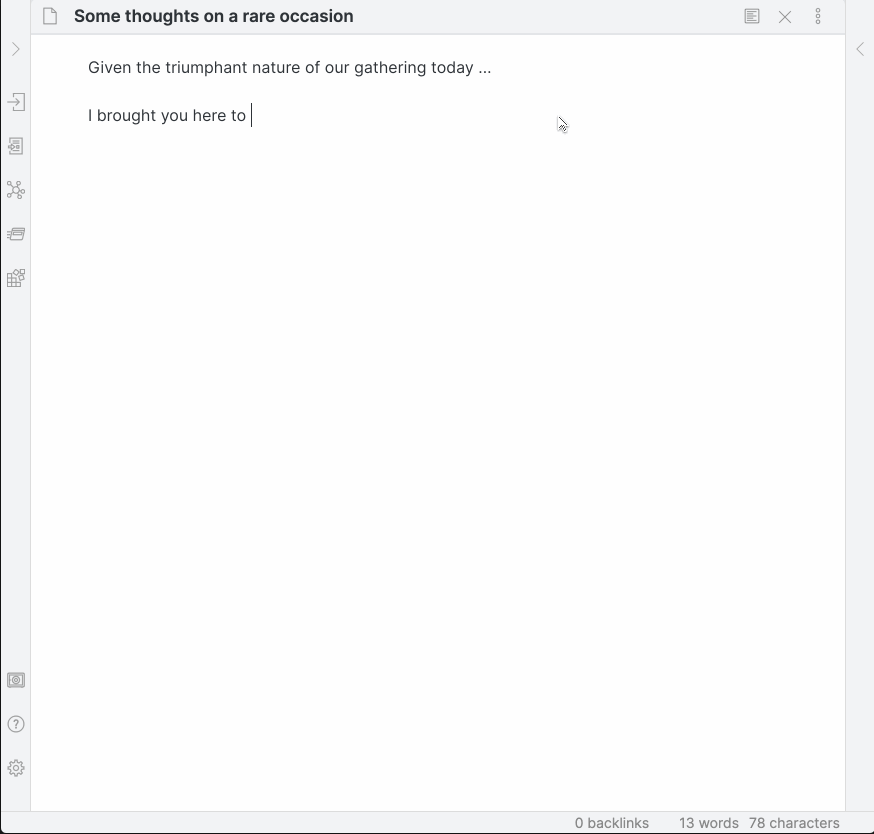 Some thoughts on a rare occasion
Given the triumphant nature of our gathering today ...
I brought you here to
0 backlinks 13 words 78 characters